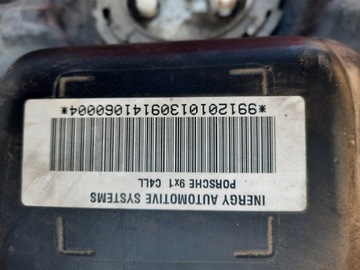 INERGY AUTOMOTIVE SYSTEMS
PORSCHE 9x1 C4LL
*99120101309141060004*